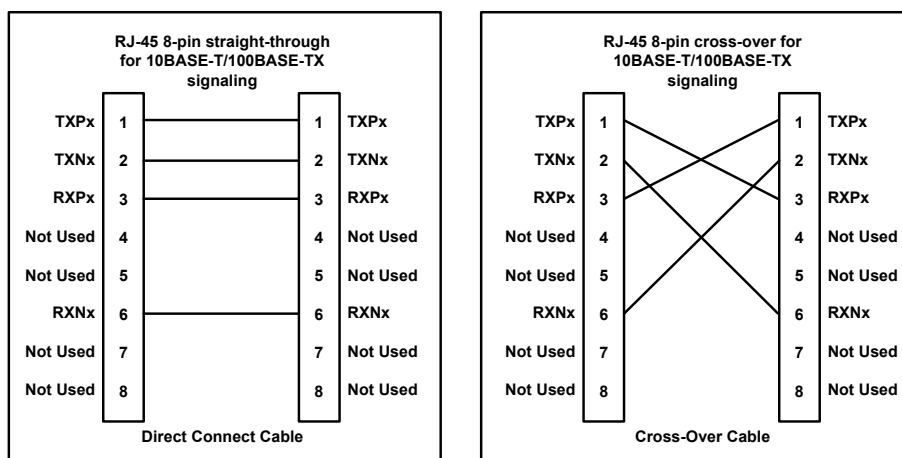 RJ-45 8-pin straight-through
for 10BASE-T/100BASE-TX
signaling
TXPx 1 1 TXPx
TXNx 2 2 TXNx
RXPx 3 3 RXPx
Not Used 4 4 Not Used
Not Used 5 5 Not Used
RXNx 6 6 RXNx
Not Used 7 7 Not Used
Not Used 8 8 Not Used
Direct Connect Cable
RJ-45 8-pin cross-over for
10BASE-T/100BASE-TX
signaling
TXPx 1 1 TXPx
TXNx 2 2 TXNx
RXPx 3 3 RXPx
Not Used 4 4 Not Used
Not Used 5 5 Not Used
RXNx 6 6 RXNx
Not Used 7 7 Not Used
Not Used 8 8 Not Used
Cross-Over Cable